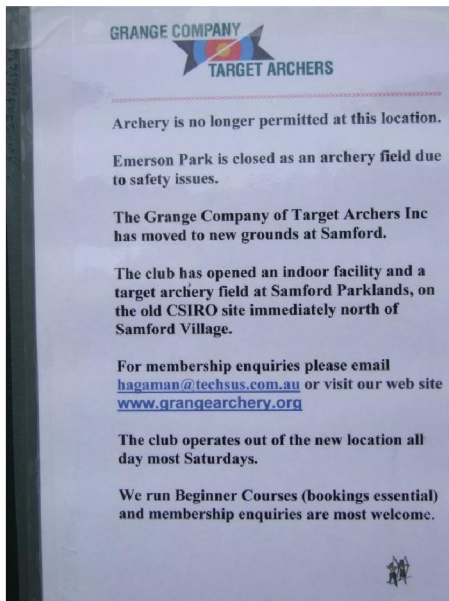 GRANGE COMPANY
TARGET ARCHERS
Archery is no longer permitted at this location.
Emerson Park is closed as an archery field due
to safety issues.
The Grange Company of Target Archers Inc
has moved to new grounds at Samford.
The club has opened an indoor facility and a
target archery field at Samford Parklands, on
the old CSIRO site immediately north of
Samford Village.
For membership enquiries please email
hagaman@techsus.com.au or visit our web site
www.grangearchery.org
The club operates out of the new location all
day most Saturdays.
We run Beginner Courses (bookings essential)
and membership enquiries are most welcome.